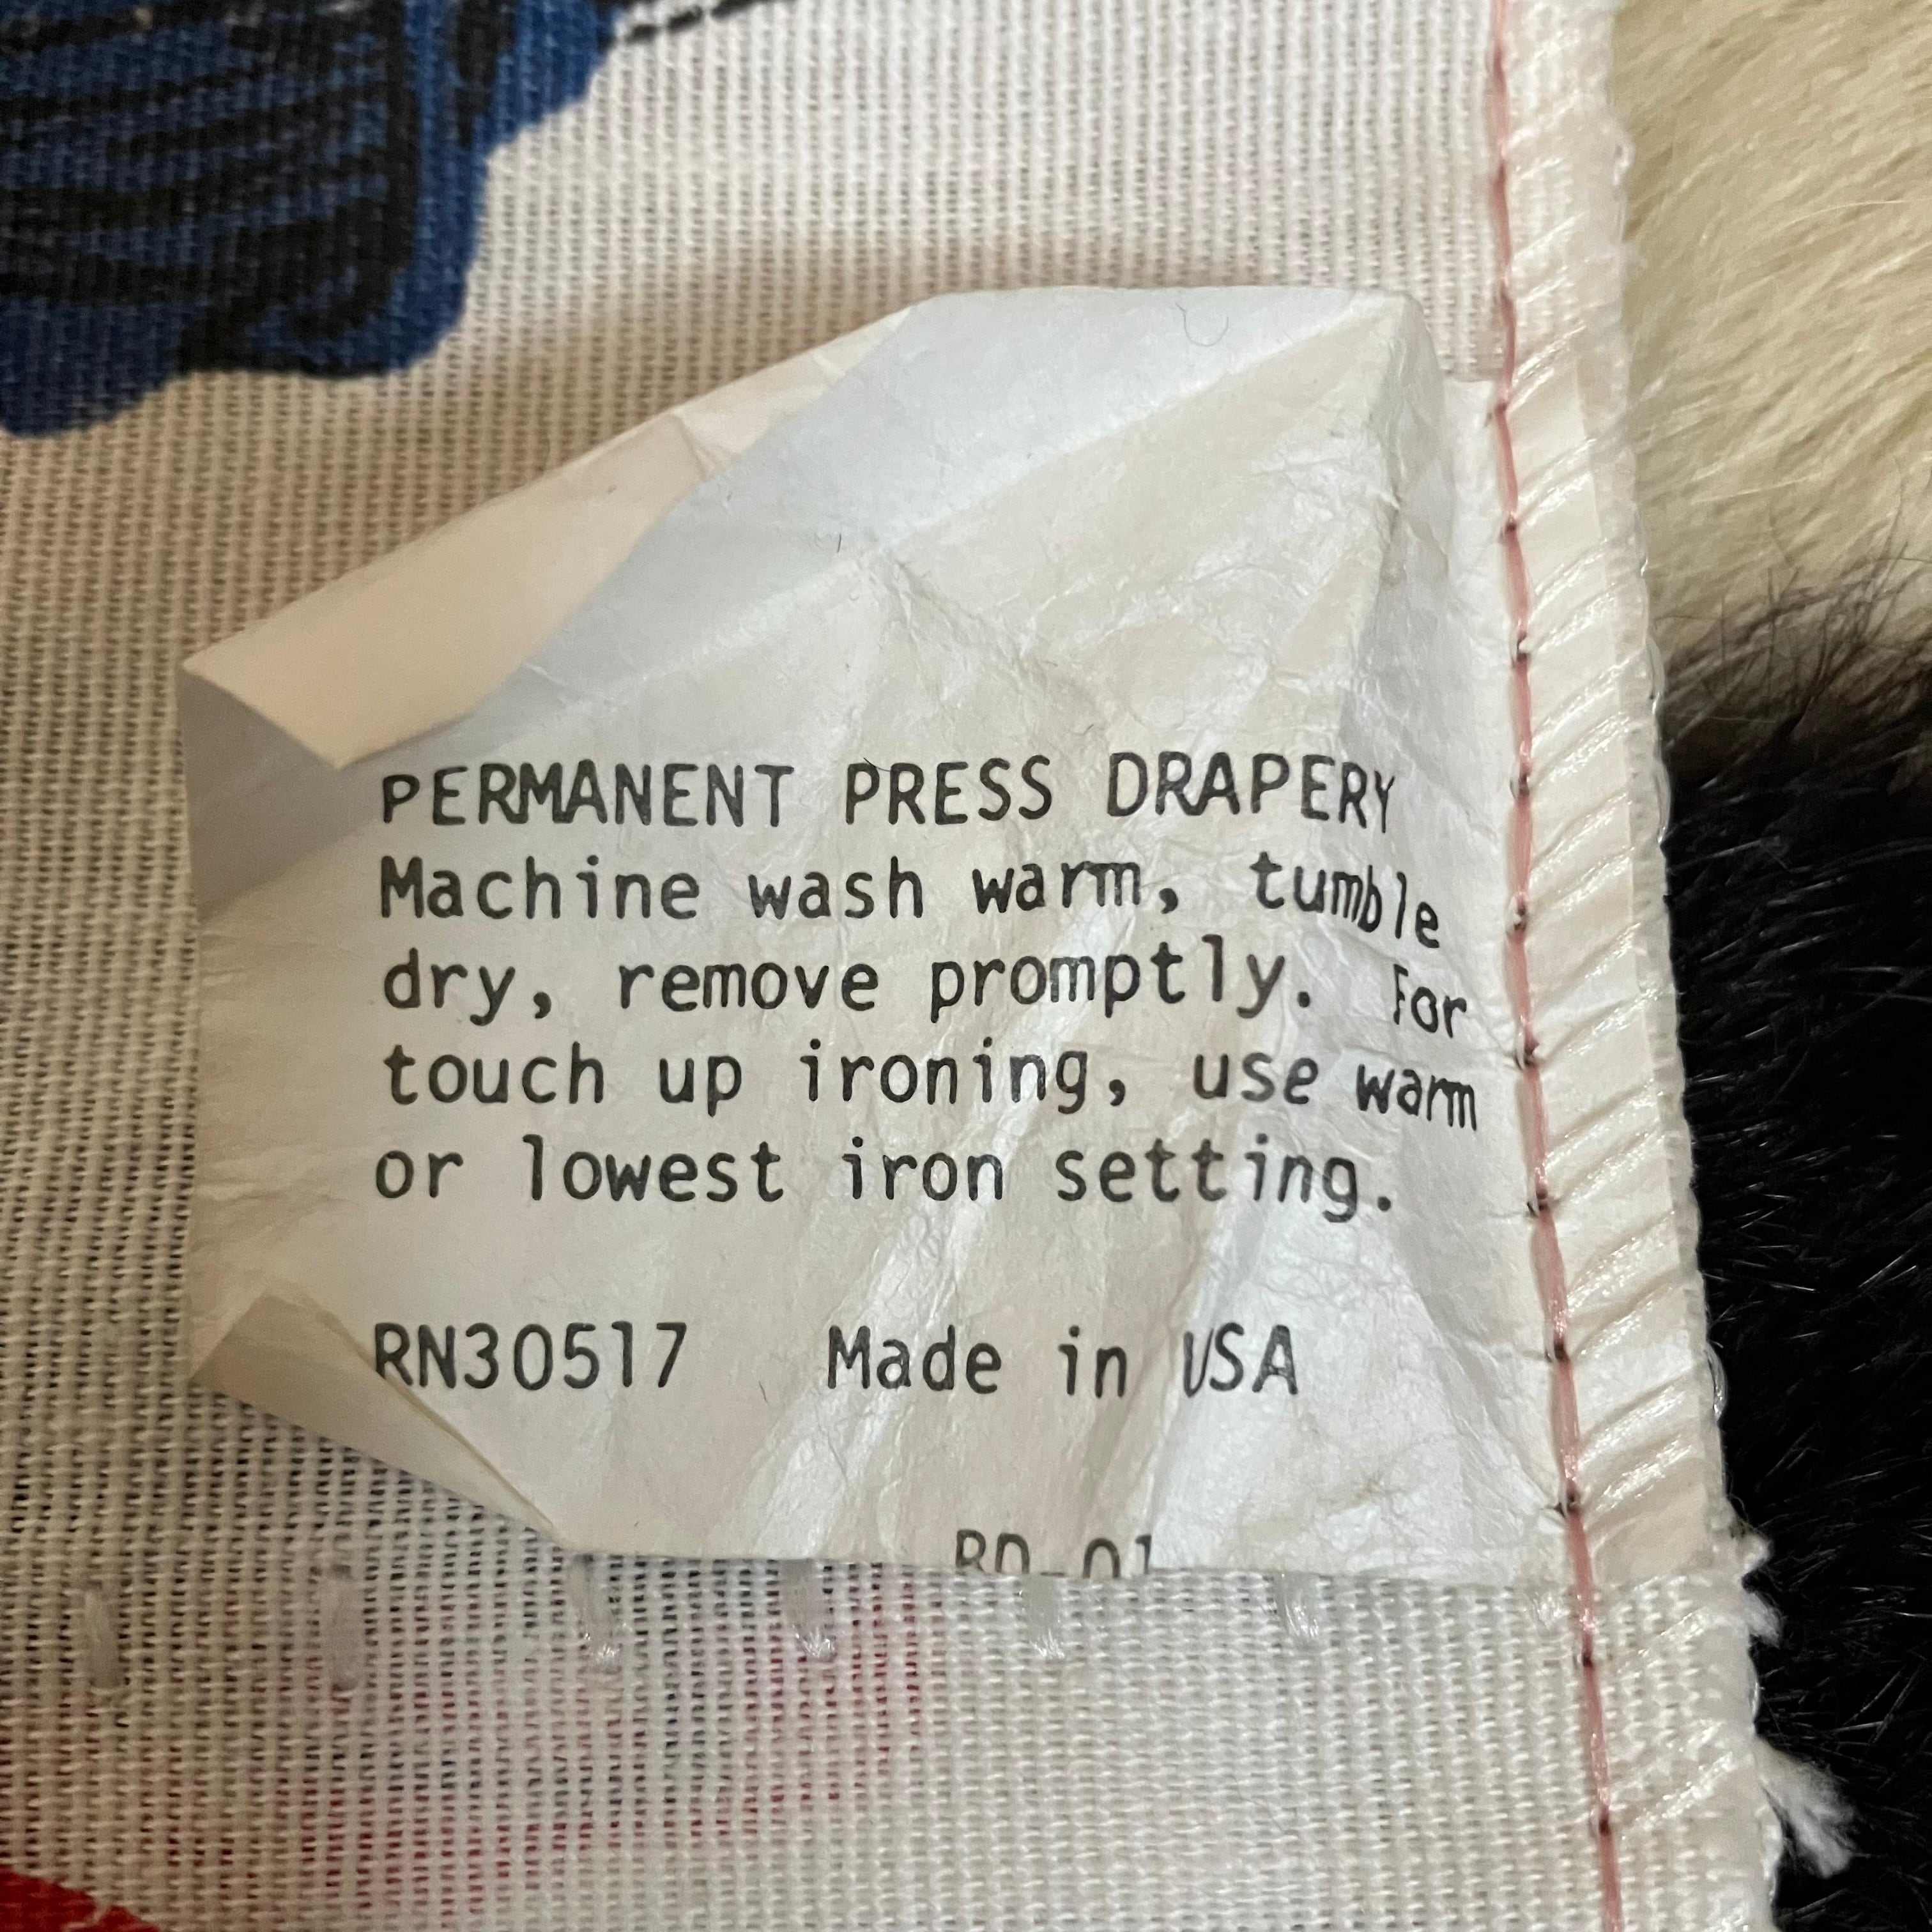 PERMANENT PRESS DRAPERY
Machine wash warm, tumble
dry, remove promptly. For
touch up ironing, use warm
or lowest iron setting.
RN30517 Made in USA